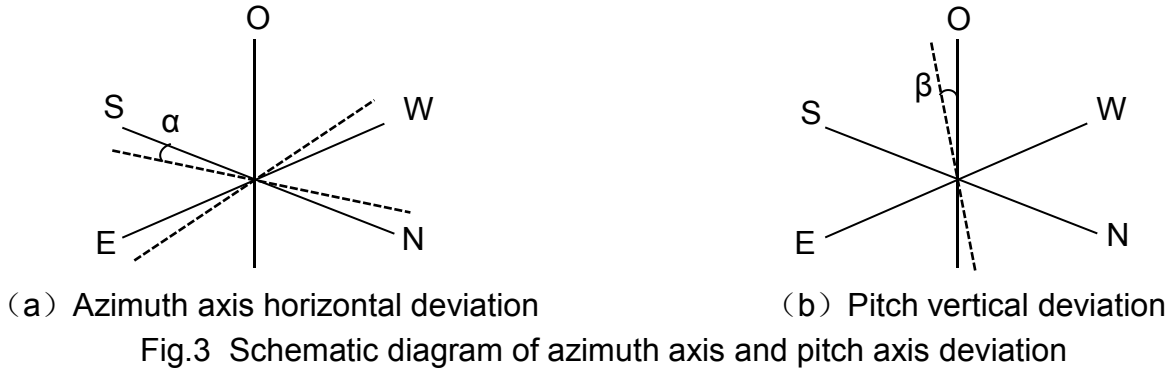 O
S
α
W
E
N
O
β
S
W
E
N
（a）Azimuth axis horizontal deviation
（b）Pitch vertical deviation
Fig.3 Schematic diagram of azimuth axis and pitch axis deviation